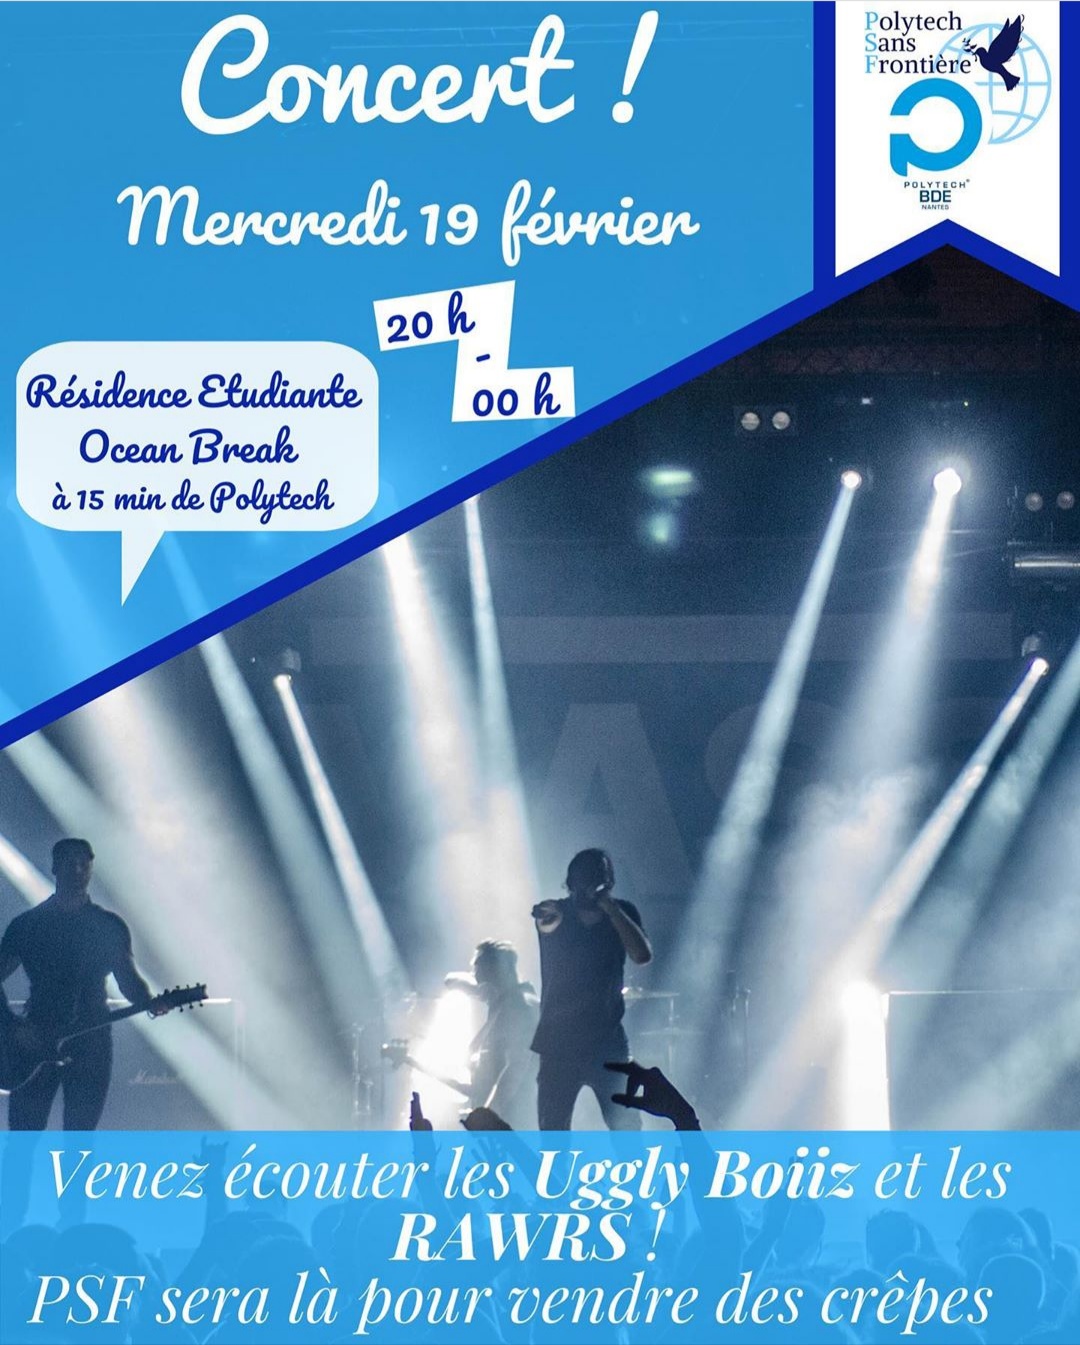 Concert !
Polytech
Sans
Frontière
POLYTECH
BDE
NANTES
Mercredi 19 février
20 h
-
00 h
Résidence Etudiante
Ocean Break
à 15 min de Polytech
Marshall
Venez écouter les Uggly Boiiz et les
RAWRS !
PSF sera là pour vendre des crêpes